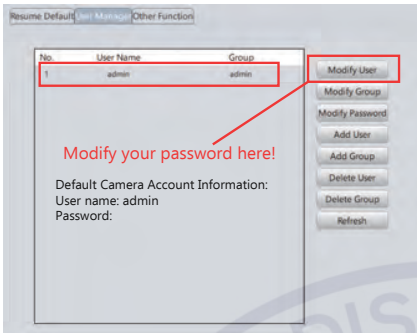 Resume Default User Manager Other Function
No. User Name Group
1 admin admin
Modify User
Modify Group
Modify Password
Add User
Add Group
Delete User
Delete Group
Refresh
Modify your password here!
Default Camera Account Information:
User name: admin
Password:
DIS